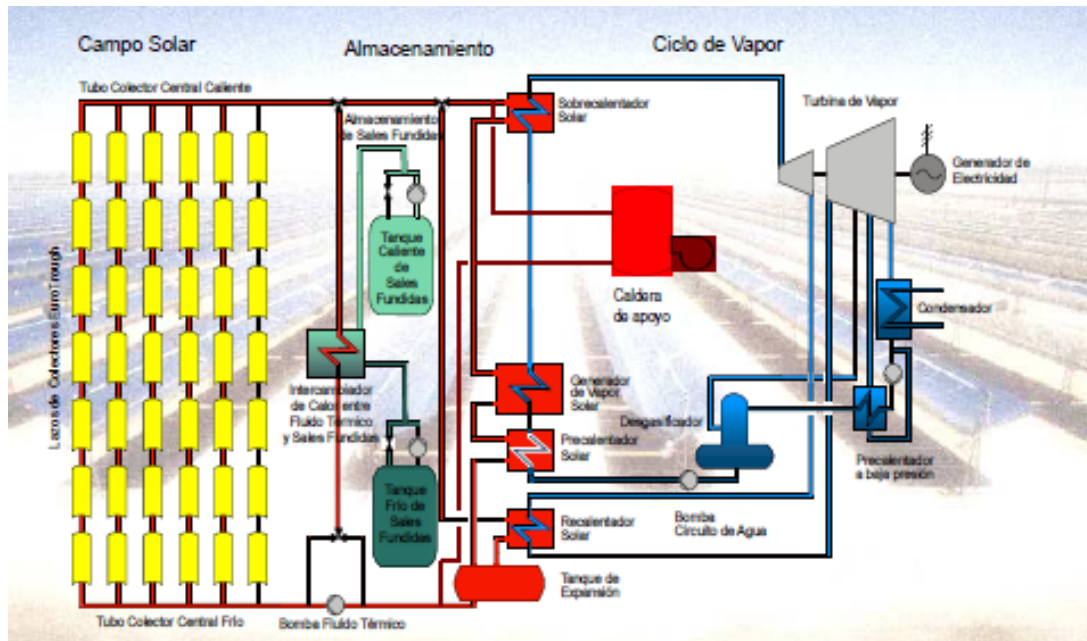 Campo Solar
Almacenamiento
Ciclo de Vapor
Tubo Colector Central Caliente
Almacenamiento
de Sales Fundidas
Sobrecalentador
Solar
Turbina de Vapor
Generador de
Electricidad
Tanque
Caliente
de
Sales
Fundidas
Lazos de Colectores EuroTrough
Caldera
de apoyo
Condensador
Intercambiador
de Calor entre
Fluido Térmico
y Sales Fundidas
Generador
de Vapor
Solar
Desgasificador
Precalentador
Solar
Precalentador
a baja presión
Tanque
Frío de
Sales
Fundidas
Recalentador
Solar
Bomba
Circuito de Agua
Tanque de
Expansión
Tubo Colector Central Frío
Bomba Fluído Térmico